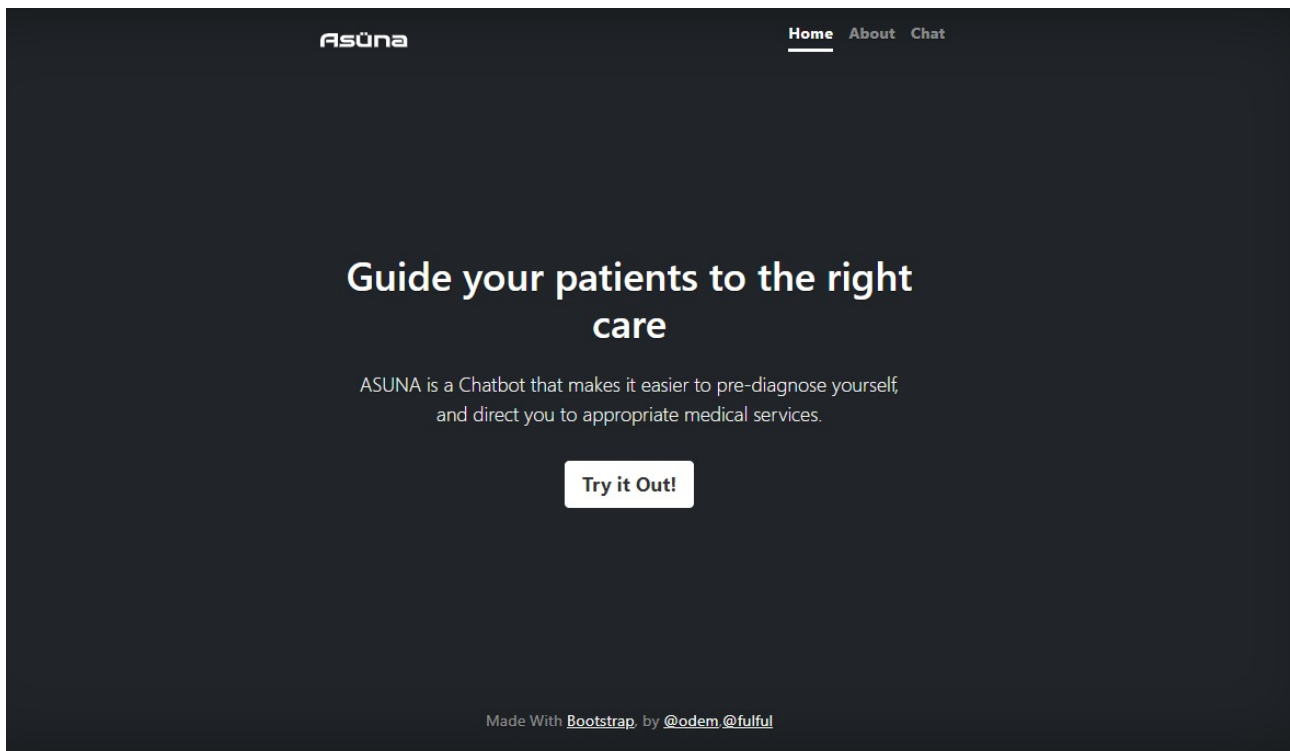 Asüna
Home About Chat
Guide your patients to the right
care
ASUNA is a Chatbot that makes it easier to pre-diagnose yourself,
and direct you to appropriate medical services.
Try it Out!
Made With Bootstrap, by @odem,@fulful